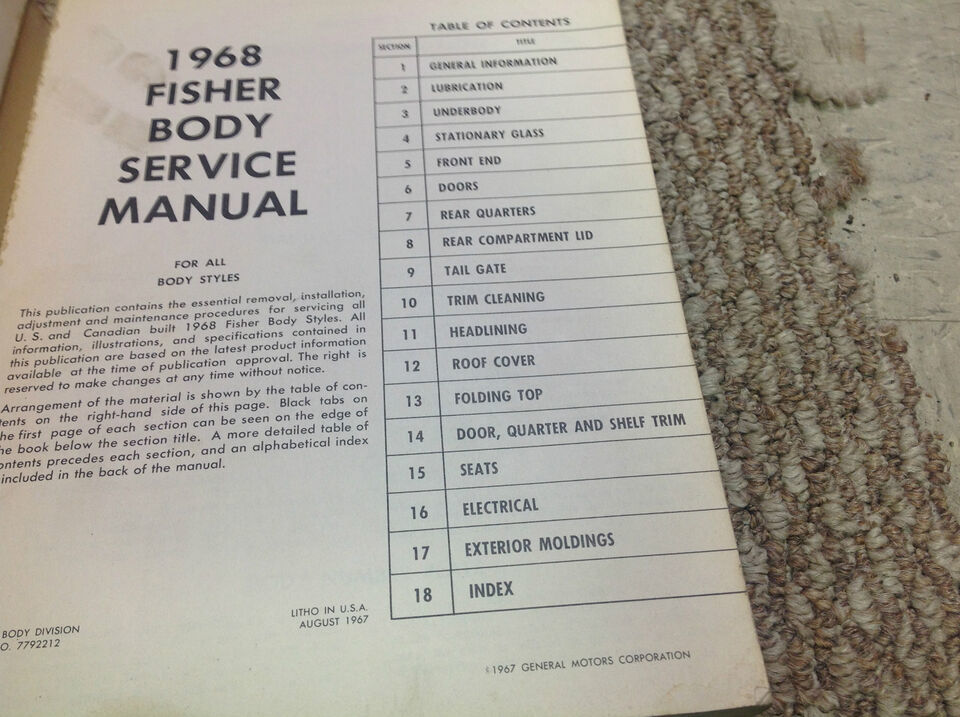 1968
FISHER
BODY
SERVICE
MANUAL
FOR ALL
BODY STYLES
This publication contains the essential removal, installation,
adjustment and maintenance procedures for servicing all
U. S. and Canadian built 1968 Fisher Body Styles. All
information, illustrations, and specifications contained in
this publication are based on the latest product information
available at the time of publication approval. The right is
reserved to make changes at any time without notice.
Arrangement of the material is shown by the table of con-
tents on the right-hand side of this page. Black tabs on
he first page of each section can be seen on the edge of
he book below the section title. A more detailed table of
ontents precedes each section, and an alphabetical index
included in the back of the manual.
BODY DIVISION
O. 7792212
LITHO IN U.S.A.
AUGUST 1967
TABLE OF CONTENTS
SECTION TITLE
1 GENERAL INFORMATION
2 LUBRICATION
3 UNDERBODY
4 STATIONARY GLASS
5 FRONT END
6 DOORS
7 REAR QUARTERS
8 REAR COMPARTMENT LID
9 TAIL GATE
10 TRIM CLEANING
11 HEADLINING
12 ROOF COVER
13 FOLDING TOP
14 DOOR, QUARTER AND SHELF TRIM
15 SEATS
16 ELECTRICAL
17 EXTERIOR MOLDINGS
18 INDEX
©1967 GENERAL MOTORS CORPORATION